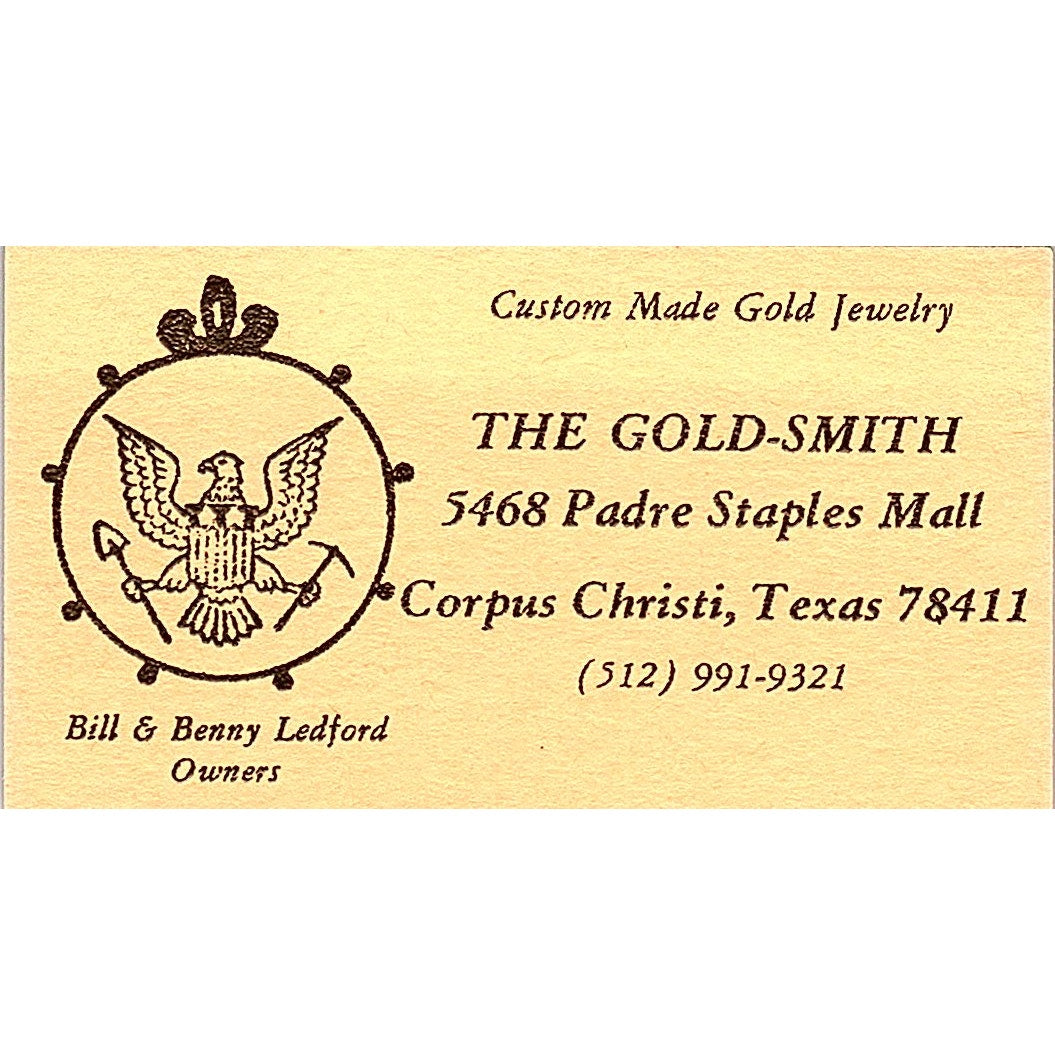 Custom Made Gold Jewelry
THE GOLD-SMITH
5468 Padre Staples Mall
Corpus Christi, Texas 78411
(512) 991-9321
Bill & Benny Ledford
Owners